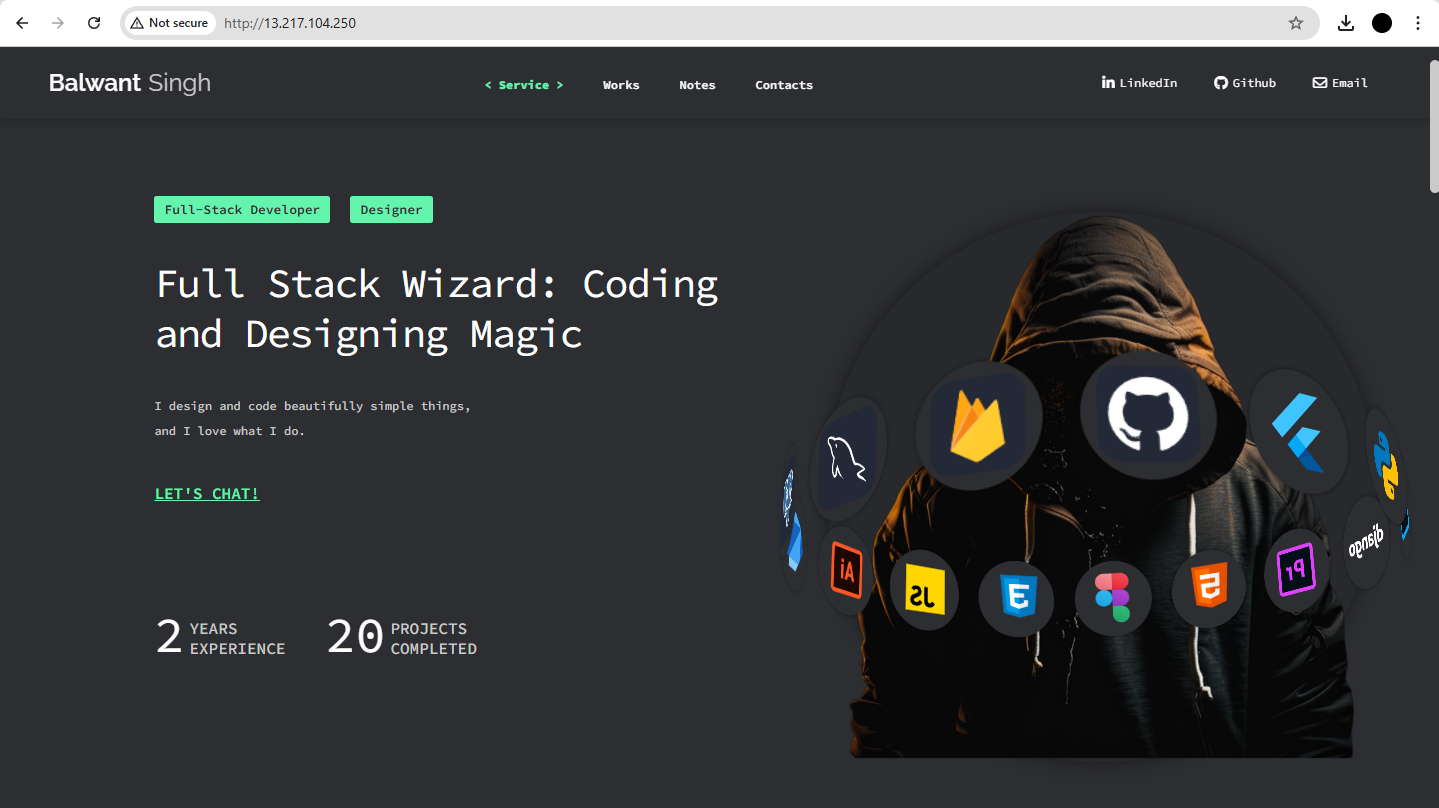 Not secure
http://13.217.104.250
Balwant Singh
< Service >
Works
Notes
Contacts
LinkedIn
Github
Email
Full-Stack Developer
Designer
Full Stack Wizard: Coding
and Designing Magic
I design and code beautifully simple things,
and I love what I do.
LET'S CHAT!
2 YEARS
EXPERIENCE
20 PROJECTS
COMPLETED
django
Ai
JS
3
5
Pr